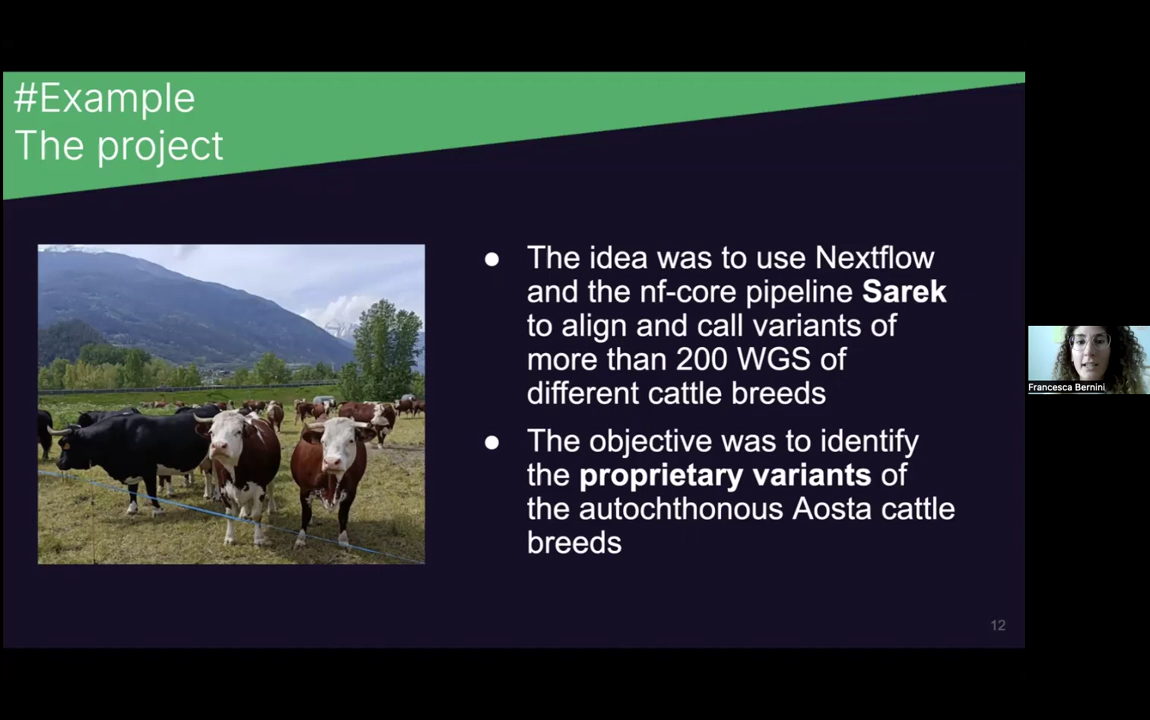 #Example
The project
● The idea was to use Nextflow
and the nf-core pipeline Sarek
to align and call variants of
more than 200 WGS of
different cattle breeds
● The objective was to identify
the proprietary variants of
the autochthonous Aosta cattle
breeds
Francesca Bernini
12